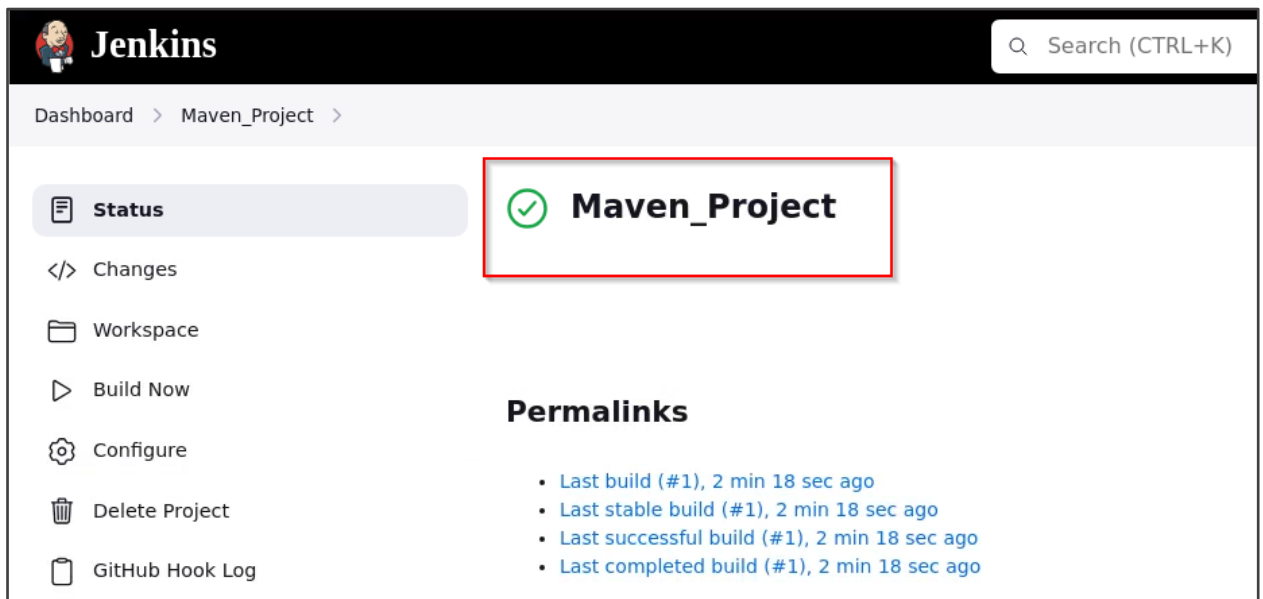 Jenkins
Search (CTRL+K)
Dashboard > Maven_Project >
Status
Changes
Workspace
Build Now
Configure
Delete Project
GitHub Hook Log
Maven_Project
Permalinks
• Last build (#1), 2 min 18 sec ago
• Last stable build (#1), 2 min 18 sec ago
• Last successful build (#1), 2 min 18 sec ago
• Last completed build (#1), 2 min 18 sec ago